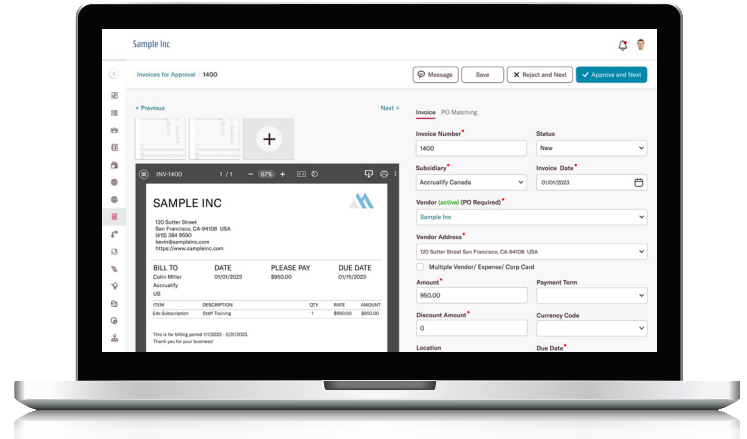 Sample Inc
Invoices for Approval / 1400
Message
Save
Reject and Next
Approve and Next
< Previous
Next >
INV-1400
1 / 1
67%
SAMPLE INC
120 Sutter Street
San Francisco, CA-94108 USA
(415) 384 9590
kevin@sampleinc.com
https://www.sampleinc.com
BILL TO DATE PLEASE PAY DUE DATE
Colin Miller 01/01/2023 $950.00 01/15/2023
Accrualify
US
ITEM DESCRIPTION QTY RATE AMOUNT
Edx Subscription Staff Training 1 $950.00 $950.00
This is for billing period 1/1/2023 - 5/01/2023.
Thank you for your business!
Invoice PO Matching
Invoice Number* Status
1400 New
Subsidiary* Invoice Date*
Accrualify Canada 01/01/2023
Vendor (active) (PO Required)*
Sample Inc
Vendor Address*
120 Sutter Street San Francisco, CA-94108 USA
Multiple Vendor/ Expense/ Corp Card
Amount* Payment Term
950.00
Discount Amount* Currency Code
0
Location Due Date*